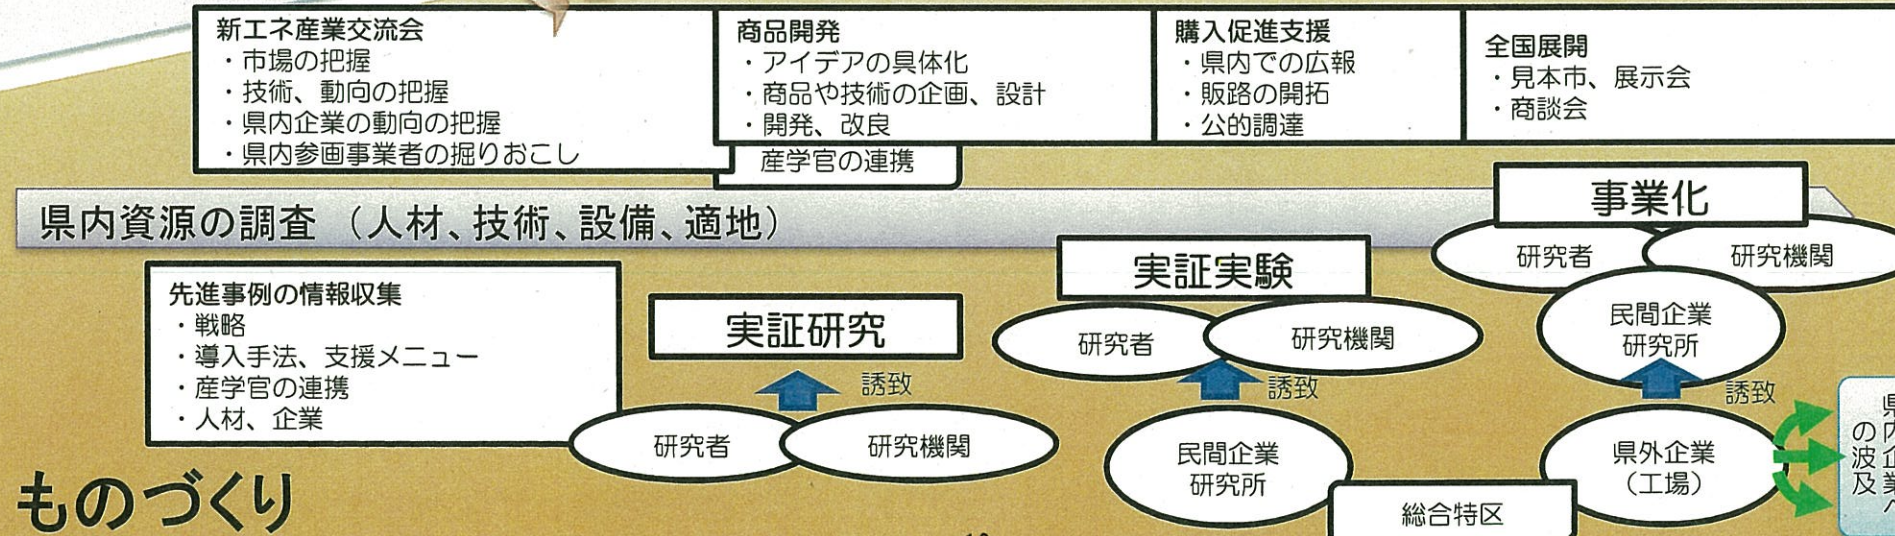 新エネ産業交流会
・市場の把握
・技術、動向の把握
・県内企業の動向の把握
・県内参画事業者の掘りおこし
商品開発
・アイデアの具体化
・商品や技術の企画、設計
・開発、改良
産学官の連携
購入促進支援
・県内での広報
・販路の開拓
・公的調達
全国展開
・見本市、展示会
・商談会
県内資源の調査（人材、技術、設備、適地）
事業化
研究者
研究機関
民間企業
研究所
誘致
県外企業
（工場）
県内企業へ
の波及
実証実験
研究者
研究機関
誘致
民間企業
研究所
総合特区
先進事例の情報収集
・戦略
・導入手法、支援メニュー
・産学官の連携
・人材、企業
実証研究
誘致
研究者
研究機関
ものづくり